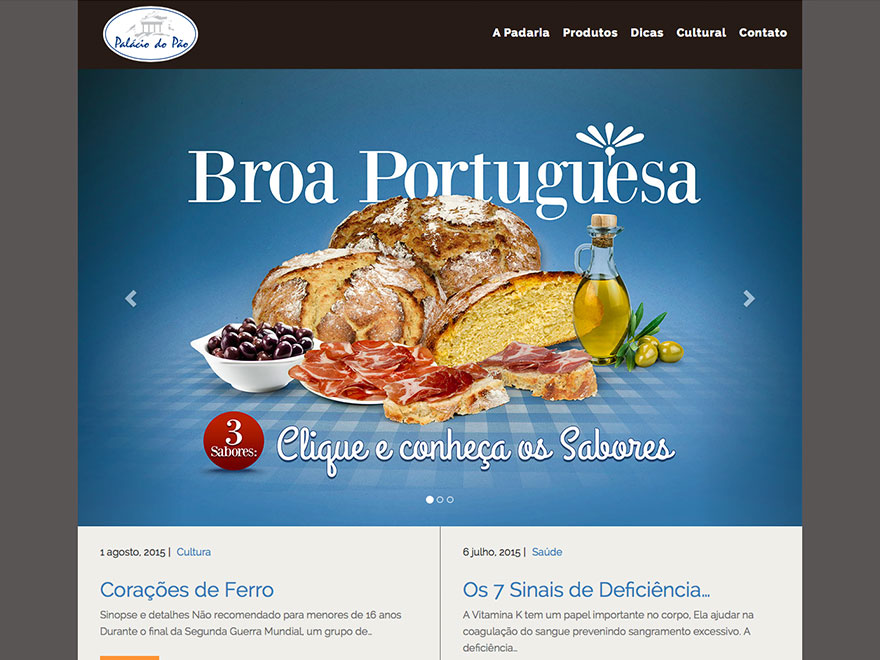 Palácio do Pão
A Padaria Produtos Dicas Cultural Contato
Broa Portuguesa
3
Sabores:
Clique e conheça os Sabores
1 agosto, 2015 | Cultura
Corações de Ferro
Sinopse e detalhes Não recomendado para menores de 16 anos
Durante o final da Segunda Guerra Mundial, um grupo de...
6 julho, 2015 | Saúde
Os 7 Sinais de Deficiência...
A Vitamina K tem um papel importante no corpo, Ela ajudar na
coagulação do sangue prevenindo sangramento excessivo. A
deficiência...